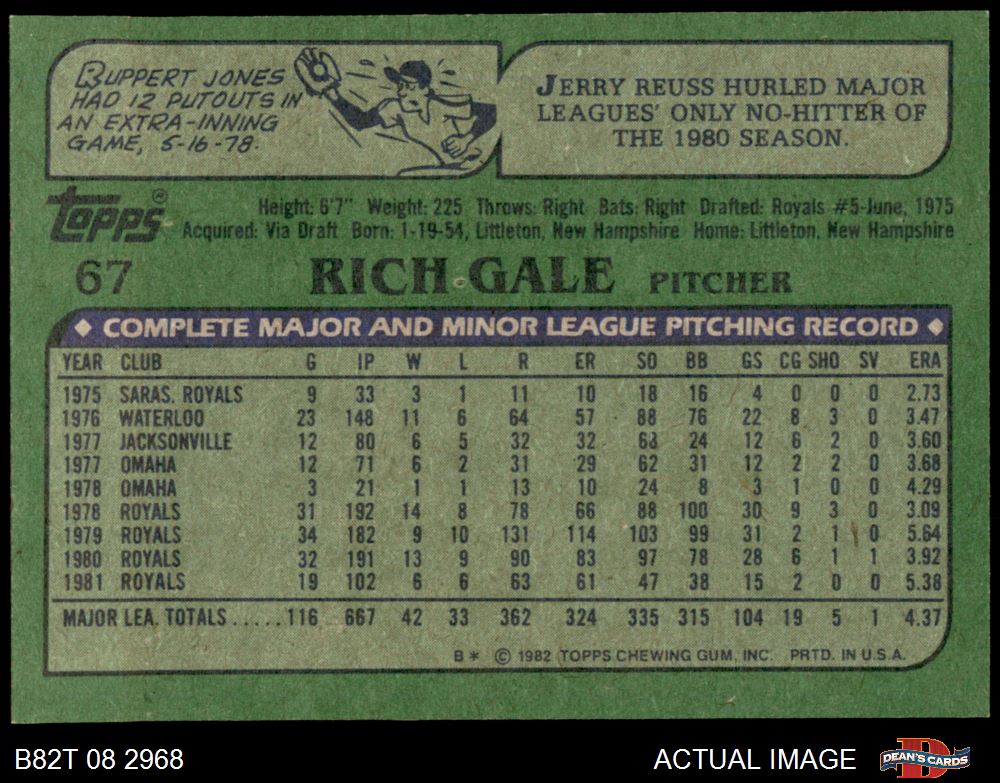 RUPPERT JONES
HAD 12 PUTOUTS IN
AN EXTRA-INNING
GAME, 5-16-78.
JERRY REUSS HURLED MAJOR
LEAGUES' ONLY NO-HITTER OF
THE 1980 SEASON.
TOPPS®
Height: 6'7" Weight: 225 Throws: Right Bats: Right Drafted: Royals #5-June, 1975
Acquired: Via Draft Born: 1-19-54, Littleton, New Hampshire Home: Littleton, New Hampshire
67 RICH GALE PITCHER
◆ COMPLETE MAJOR AND MINOR LEAGUE PITCHING RECORD ◆
YEAR CLUB G IP W L R ER SO BB GS CG SHO SV ERA
1975 SARAS. ROYALS 9 33 3 1 11 10 18 16 4 0 0 0 2.73
1976 WATERLOO 23 148 11 6 64 57 88 76 22 8 3 0 3.47
1977 JACKSONVILLE 12 80 6 5 32 32 63 24 12 6 2 0 3.60
1977 OMAHA 12 71 6 2 31 29 62 31 12 2 2 0 3.68
1978 OMAHA 3 21 1 1 13 10 24 8 3 1 0 0 4.29
1978 ROYALS 31 192 14 8 78 66 88 100 30 9 3 0 3.09
1979 ROYALS 34 182 9 10 131 114 103 99 31 2 1 0 5.64
1980 ROYALS 32 191 13 9 90 83 97 78 28 6 1 1 3.92
1981 ROYALS 19 102 6 6 63 61 47 38 15 2 0 0 5.38
MAJOR LEA. TOTALS.....116 667 42 33 362 324 335 315 104 19 5 1 4.37
B* © 1982 TOPPS CHEWING GUM, INC. PRTD. IN U.S.A.
B82T 08 2968
ACTUAL IMAGE
D
DEAN'S CARDS